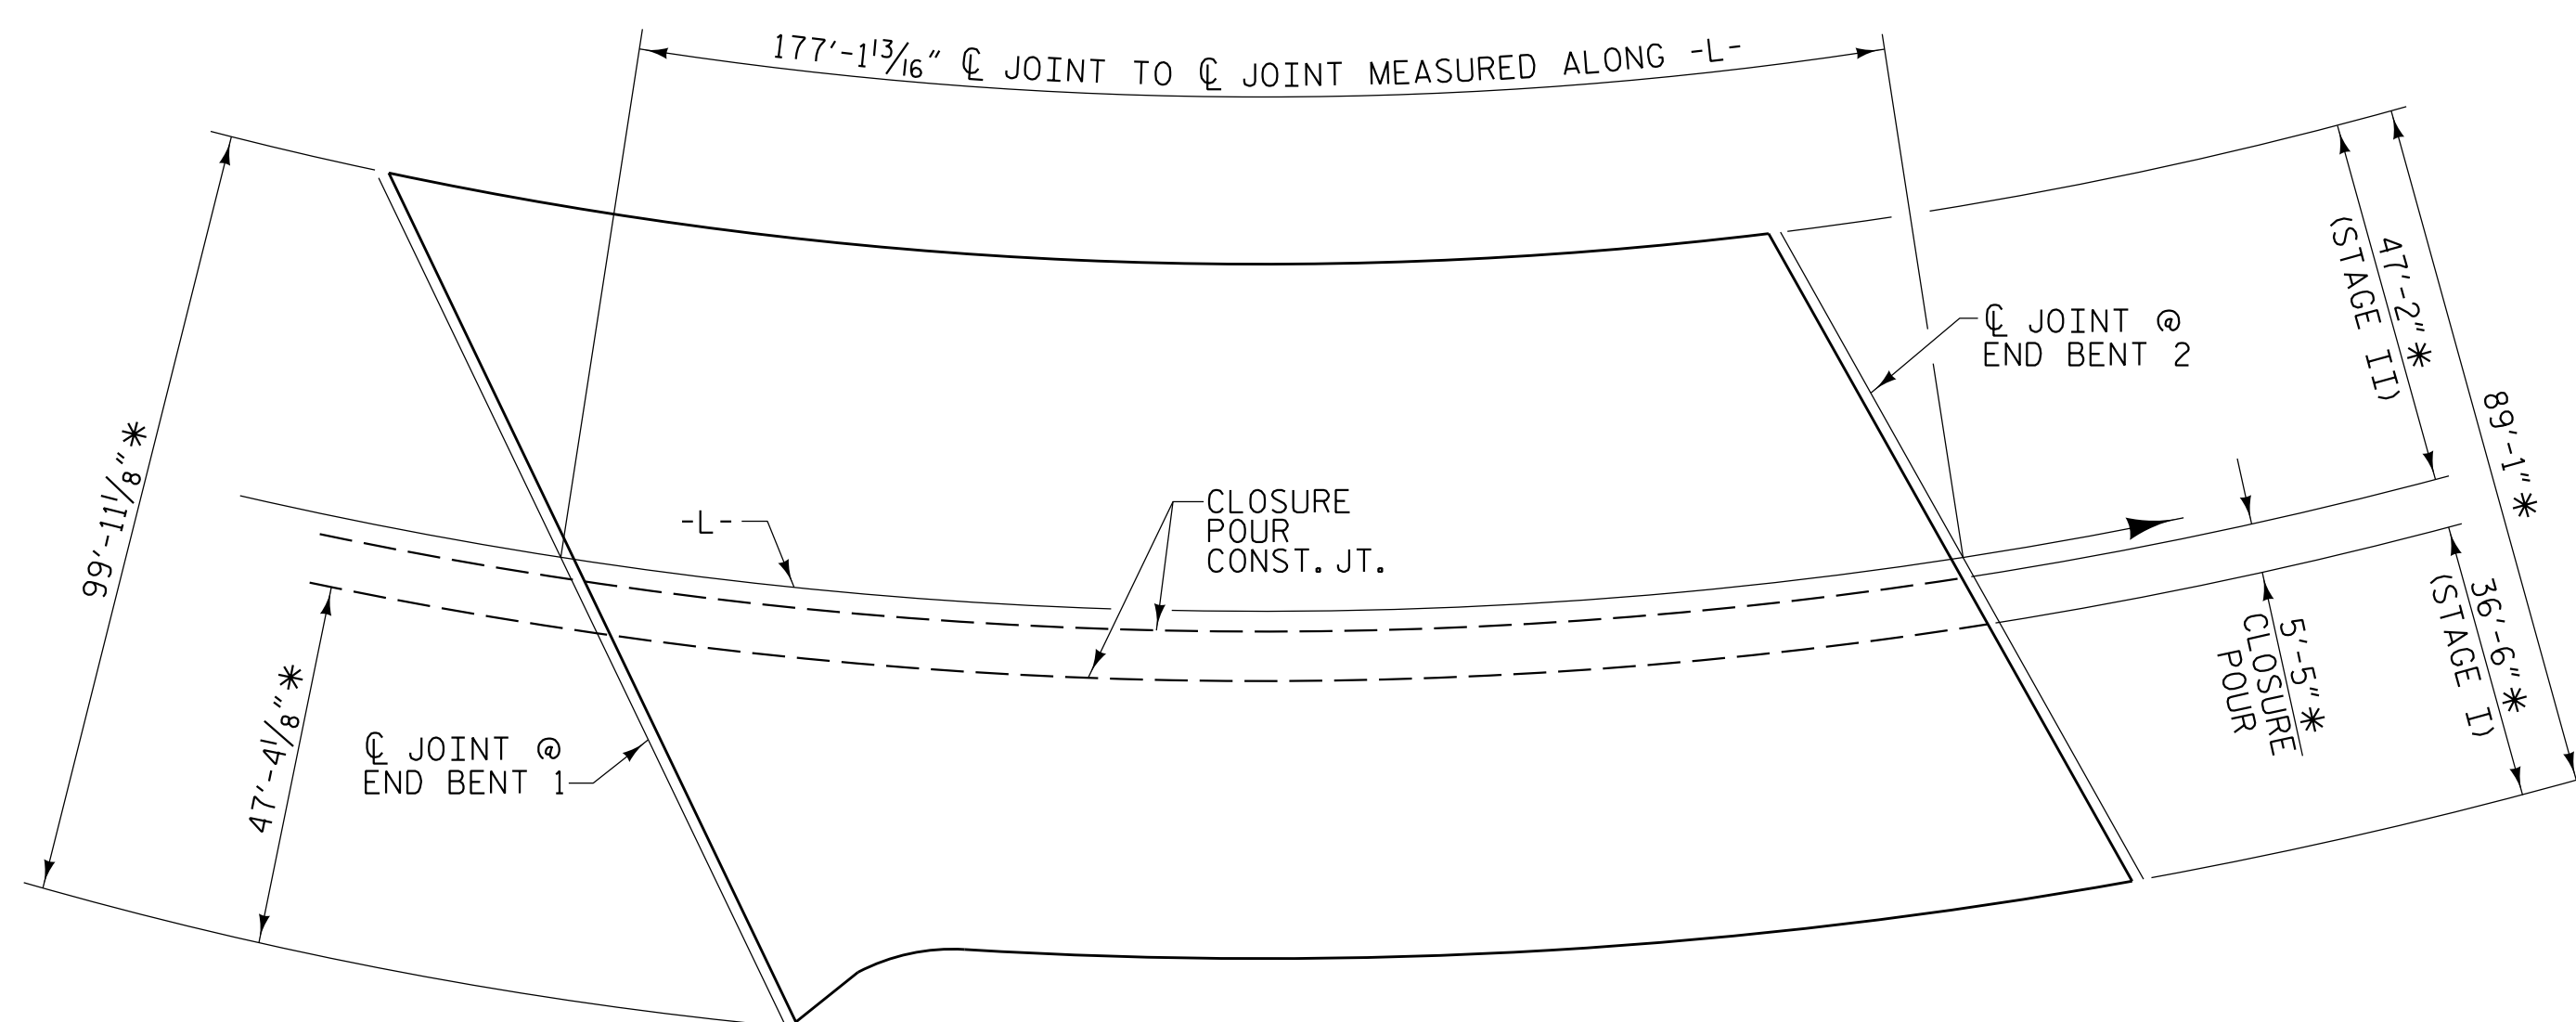 177'-1 13/16" ℄ JOINT TO ℄ JOINT MEASURED ALONG -L-
99'-11 1/8" *
47'-4 1/8" *
℄ JOINT @
END BENT 1
-L-
CLOSURE
POUR
CONST. JT.
℄ JOINT @
END BENT 2
47'-2" *
(STAGE II)
89'-1" *
36'-6" *
(STAGE I)
5'-5" *
CLOSURE
POUR